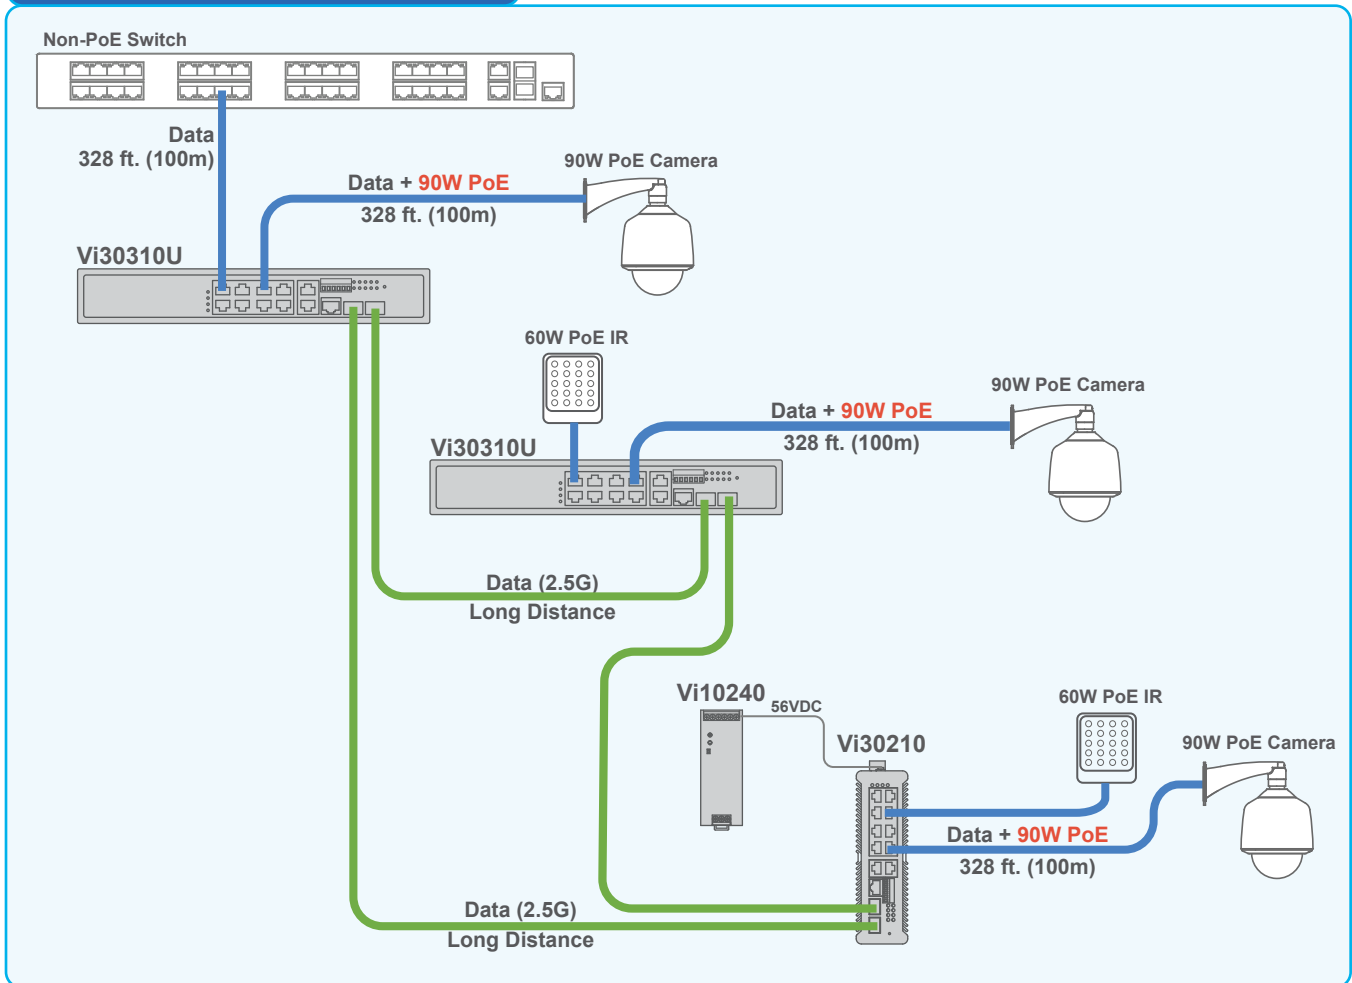 Non-PoE Switch
Data
328 ft. (100m)
90W PoE Camera
Data + 90W PoE
328 ft. (100m)
Vi30310U
60W PoE IR
90W PoE Camera
Data + 90W PoE
328 ft. (100m)
Vi30310U
Data (2.5G)
Long Distance
Vi10240
56VDC
60W PoE IR
Vi30210
90W PoE Camera
Data + 90W PoE
328 ft. (100m)
Data (2.5G)
Long Distance